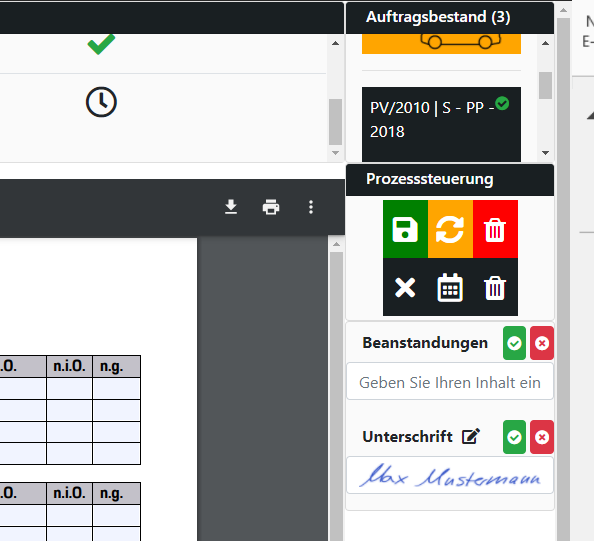 Auftragsbestand (3)
PV/2010 | S - PP -
2018
Prozesssteuerung
Beanstandungen
Geben Sie Ihren Inhalt ein
Unterschrift
Max Mustermann
.O. n.i.O. n.g.
.O. n.i.O. n.g.
N
E-